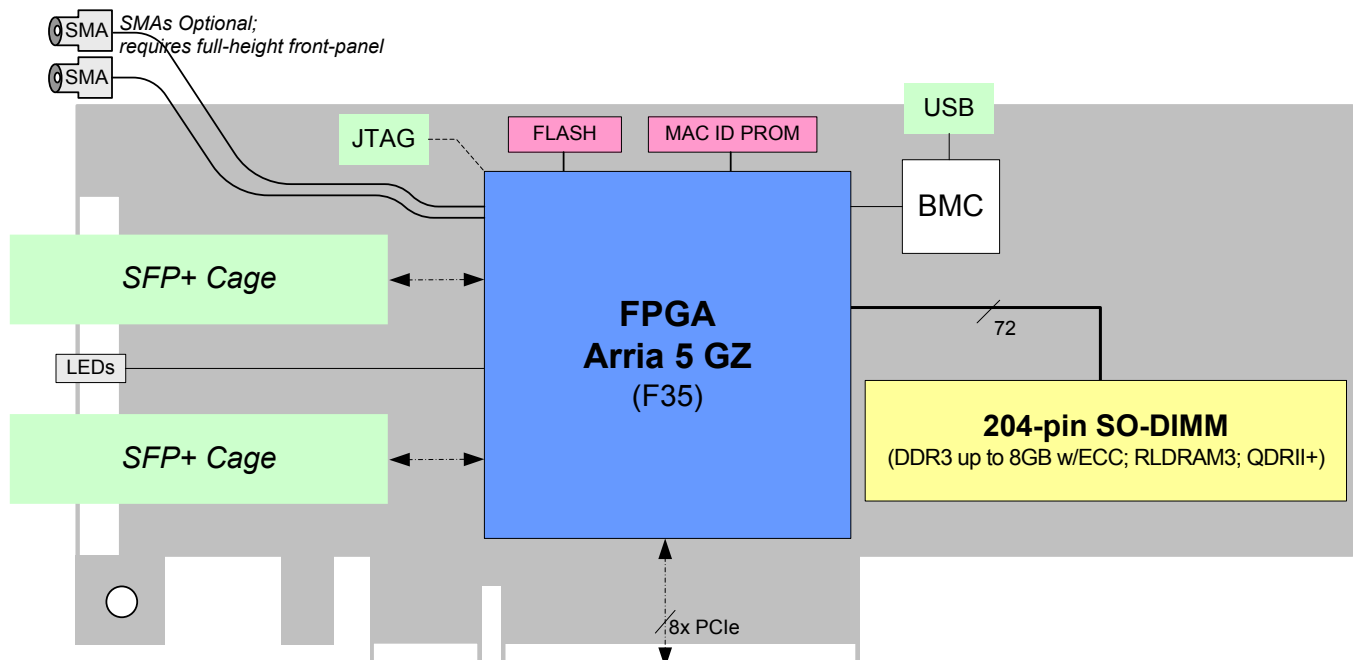 SMA
SMAs Optional;
requires full-height front-panel
SMA
USB
JTAG
FLASH
MAC ID PROM
BMC
SFP+ Cage
FPGA
Arria 5 GZ
(F35)
72
LEDs
204-pin SO-DIMM
(DDR3 up to 8GB w/ECC; RLDRAM3; QDRII+)
SFP+ Cage
8x PCIe